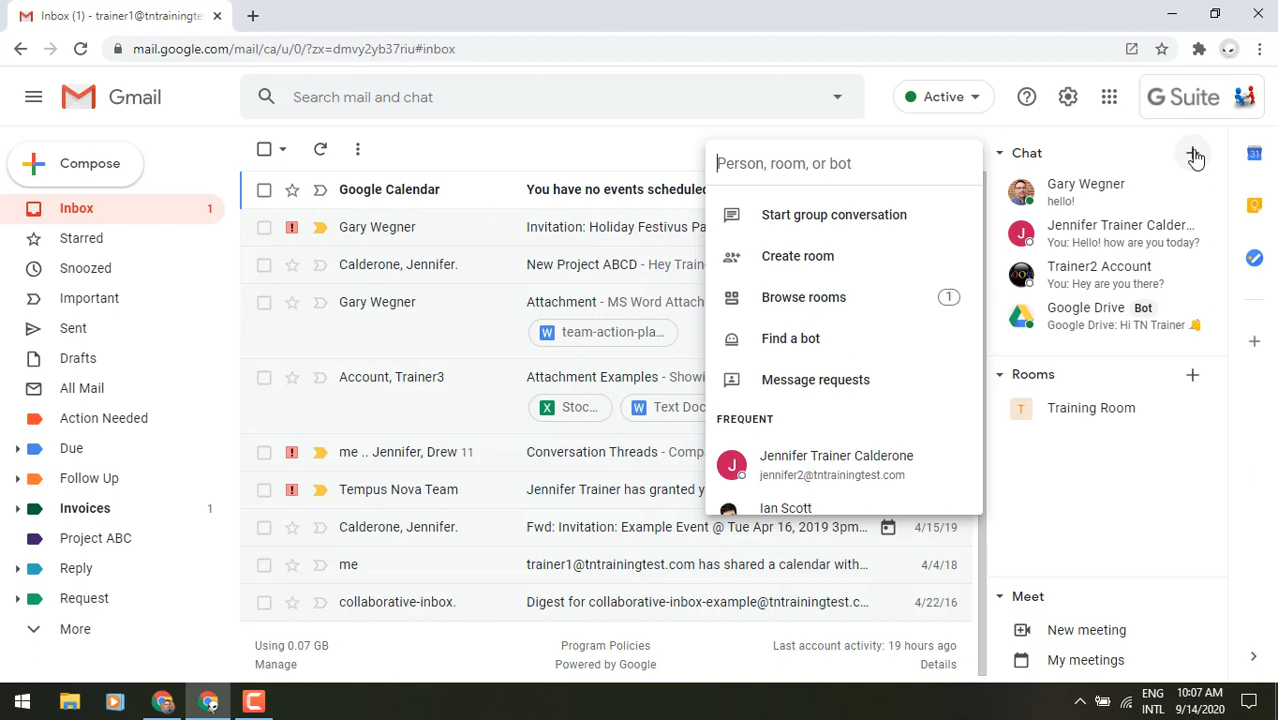 Inbox (1) - trainer1@tntrainingte
mail.google.com/mail/ca/u/0/?zx=dmvy2yb37riu#inbox
Gmail
Search mail and chat
Active
G Suite
Compose
Inbox 1
Starred
Snoozed
Important
Sent
Drafts
All Mail
Action Needed
Due
Follow Up
Invoices 1
Project ABC
Reply
Request
More
Google Calendar You have no events scheduled
Gary Wegner Invitation: Holiday Festivus Pa
Calderone, Jennifer. New Project ABCD - Hey Train
Gary Wegner Attachment - MS Word Attach
W team-action-pla...
Account, Trainer3 Attachment Examples - Showi
X Stoc... W Text Doc
me .. Jennifer, Drew 11 Conversation Threads - Comp
Tempus Nova Team Jennifer Trainer has granted y
Calderone, Jennifer. Fwd: Invitation: Example Event @ Tue Apr 16, 2019 3pm... 4/15/19
me trainer1@tntrainingtest.com has shared a calendar with... 4/4/18
collaborative-inbox. Digest for collaborative-inbox-example@tntrainingtest.c... 4/22/16
Using 0.07 GB
Manage
Program Policies
Powered by Google
Last account activity: 19 hours ago
Details
Person, room, or bot
Start group conversation
Create room
Browse rooms 1
Find a bot
Message requests
FREQUENT
J Jennifer Trainer Calderone
jennifer2@tntrainingtest.com
Ian Scott
Chat
Gary Wegner
hello!
J Jennifer Trainer Calder...
You: Hello! how are you today?
Trainer2 Account
You: Hey are you there?
Google Drive Bot
Google Drive: Hi TN Trainer 👋
Rooms
T Training Room
Meet
New meeting
My meetings
31
ENG
INTL
10:07 AM
9/14/2020